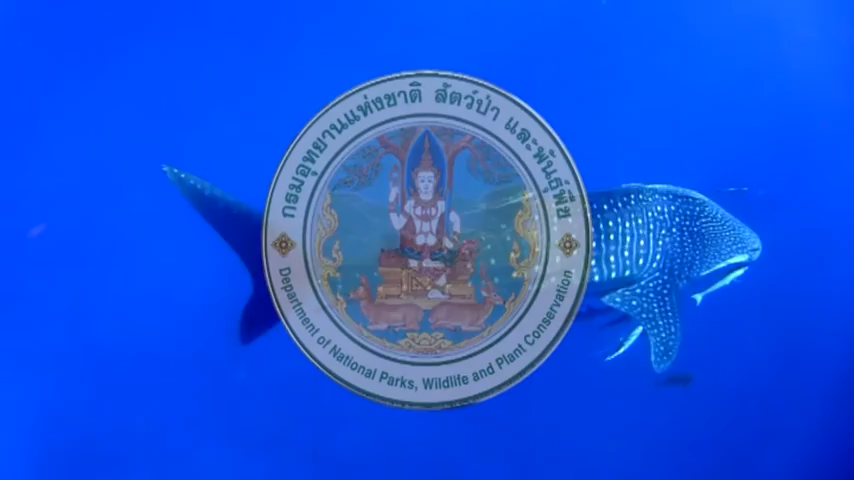 กรมอุทยานแห่งชาติ สัตว์ป่า และพันธุ์พืช
Department of National Parks, Wildlife and Plant Conservation